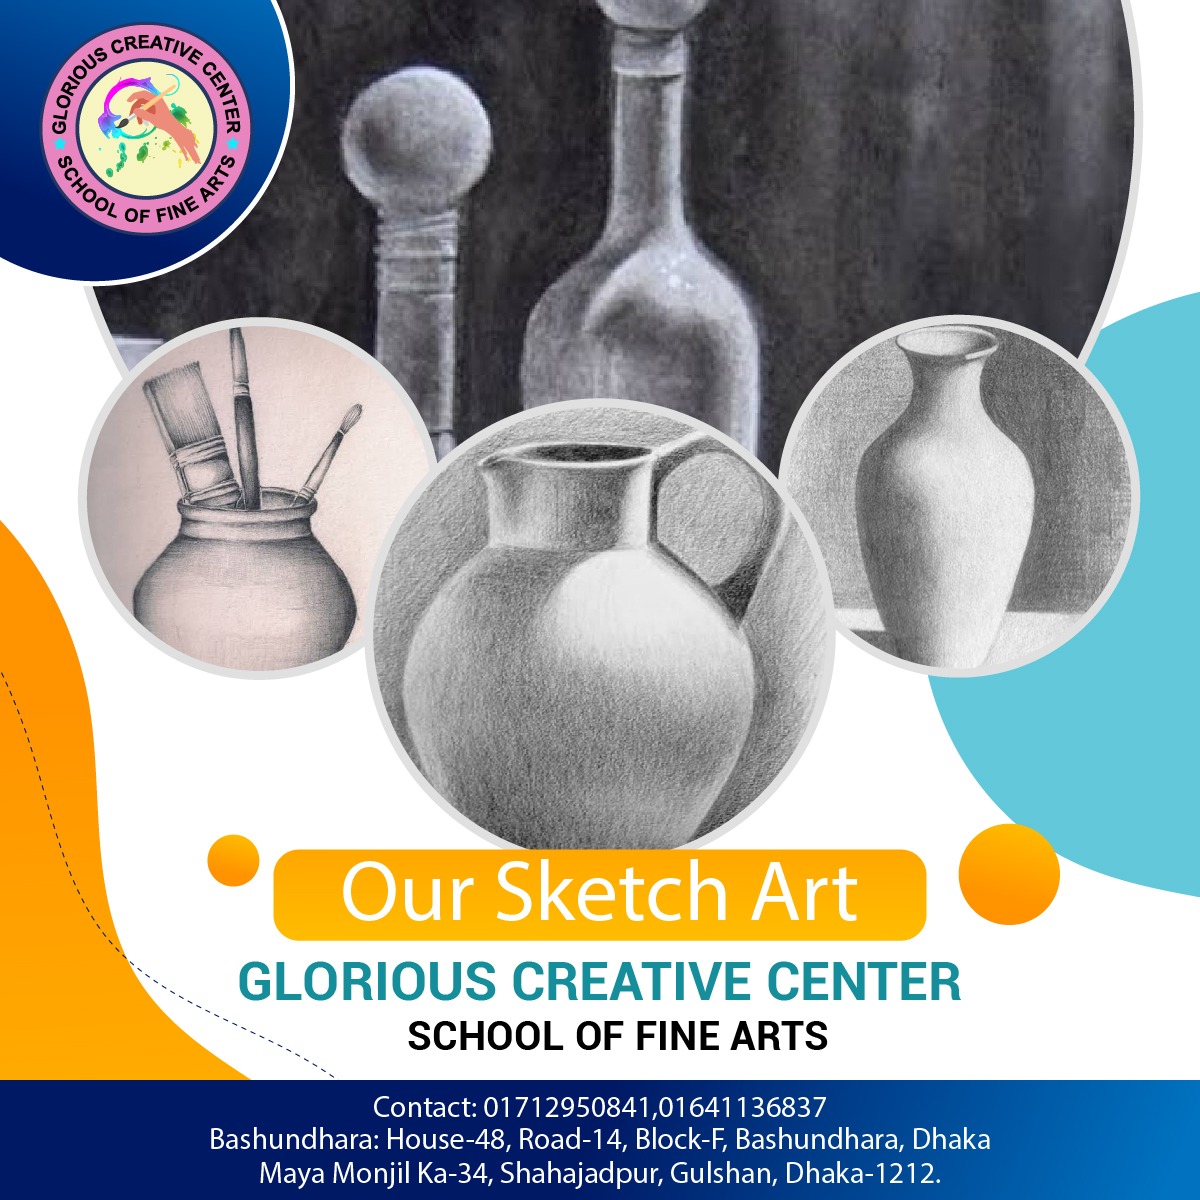 GLORIOUS CREATIVE CENTER
SCHOOL OF FINE ARTS
Our Sketch Art
GLORIOUS CREATIVE CENTER
SCHOOL OF FINE ARTS
Contact: 01712950841,01641136837
Bashundhara: House-48, Road-14, Block-F, Bashundhara, Dhaka
Maya Monjil Ka-34, Shahajadpur, Gulshan, Dhaka-1212.